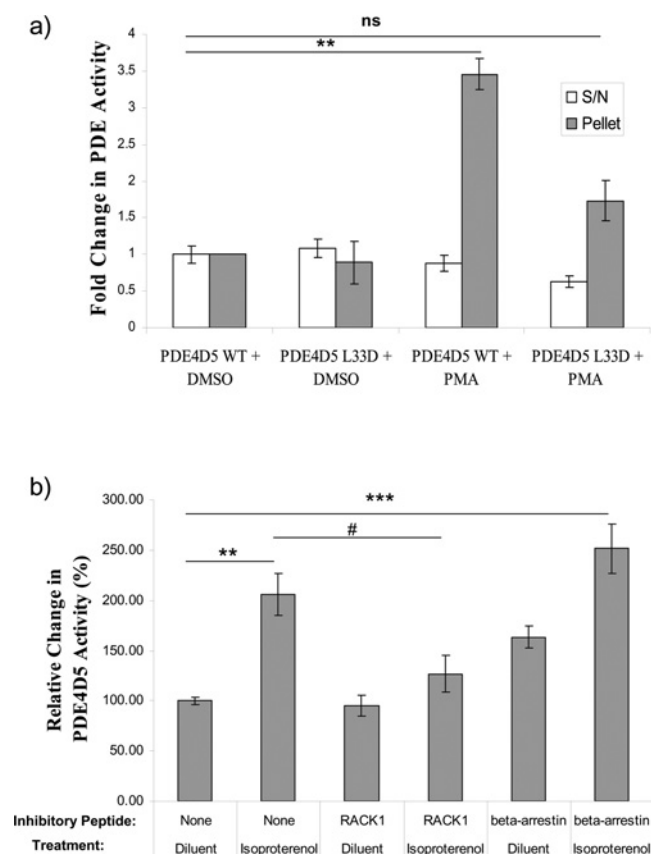 a)
ns
**
Fold Change in PDE Activity
4
3.5
3
2.5
2
1.5
1
0.5
0
S/N
Pellet
PDE4D5 WT + DMSO
PDE4D5 L33D + DMSO
PDE4D5 WT + PMA
PDE4D5 L33D + PMA
b)
***
#
**
Relative Change in
PDE4D5 Activity (%)
300.00
250.00
200.00
150.00
100.00
50.00
0.00
Inhibitory Peptide: None None RACK1 RACK1 beta-arrestin beta-arrestin
Treatment: Diluent Isoproterenol Diluent Isoproterenol Diluent Isoproterenol